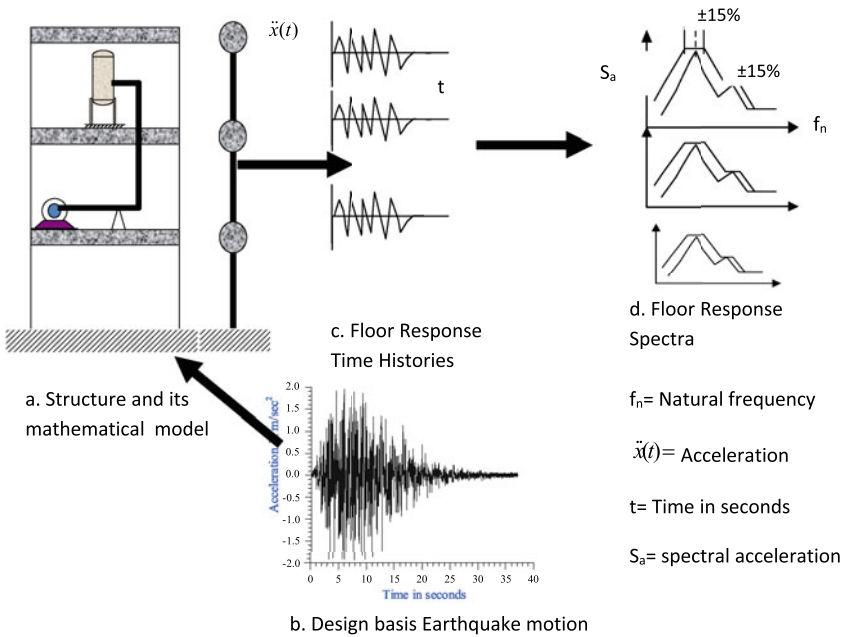 ẍ(t)
t
±15%
±15%
Sₐ
fₙ
a. Structure and its
mathematical model
c. Floor Response
Time Histories
d. Floor Response
Spectra
fₙ= Natural frequency
ẍ(t)= Acceleration
t= Time in seconds
Sₐ= spectral acceleration
2.0
1.5
1.0
0.5
0.0
-0.5
-1.0
-1.5
-2.0
Acceleration m/sec²
0 5 10 15 20 25 30 35 40
Time in seconds
b. Design basis Earthquake motion